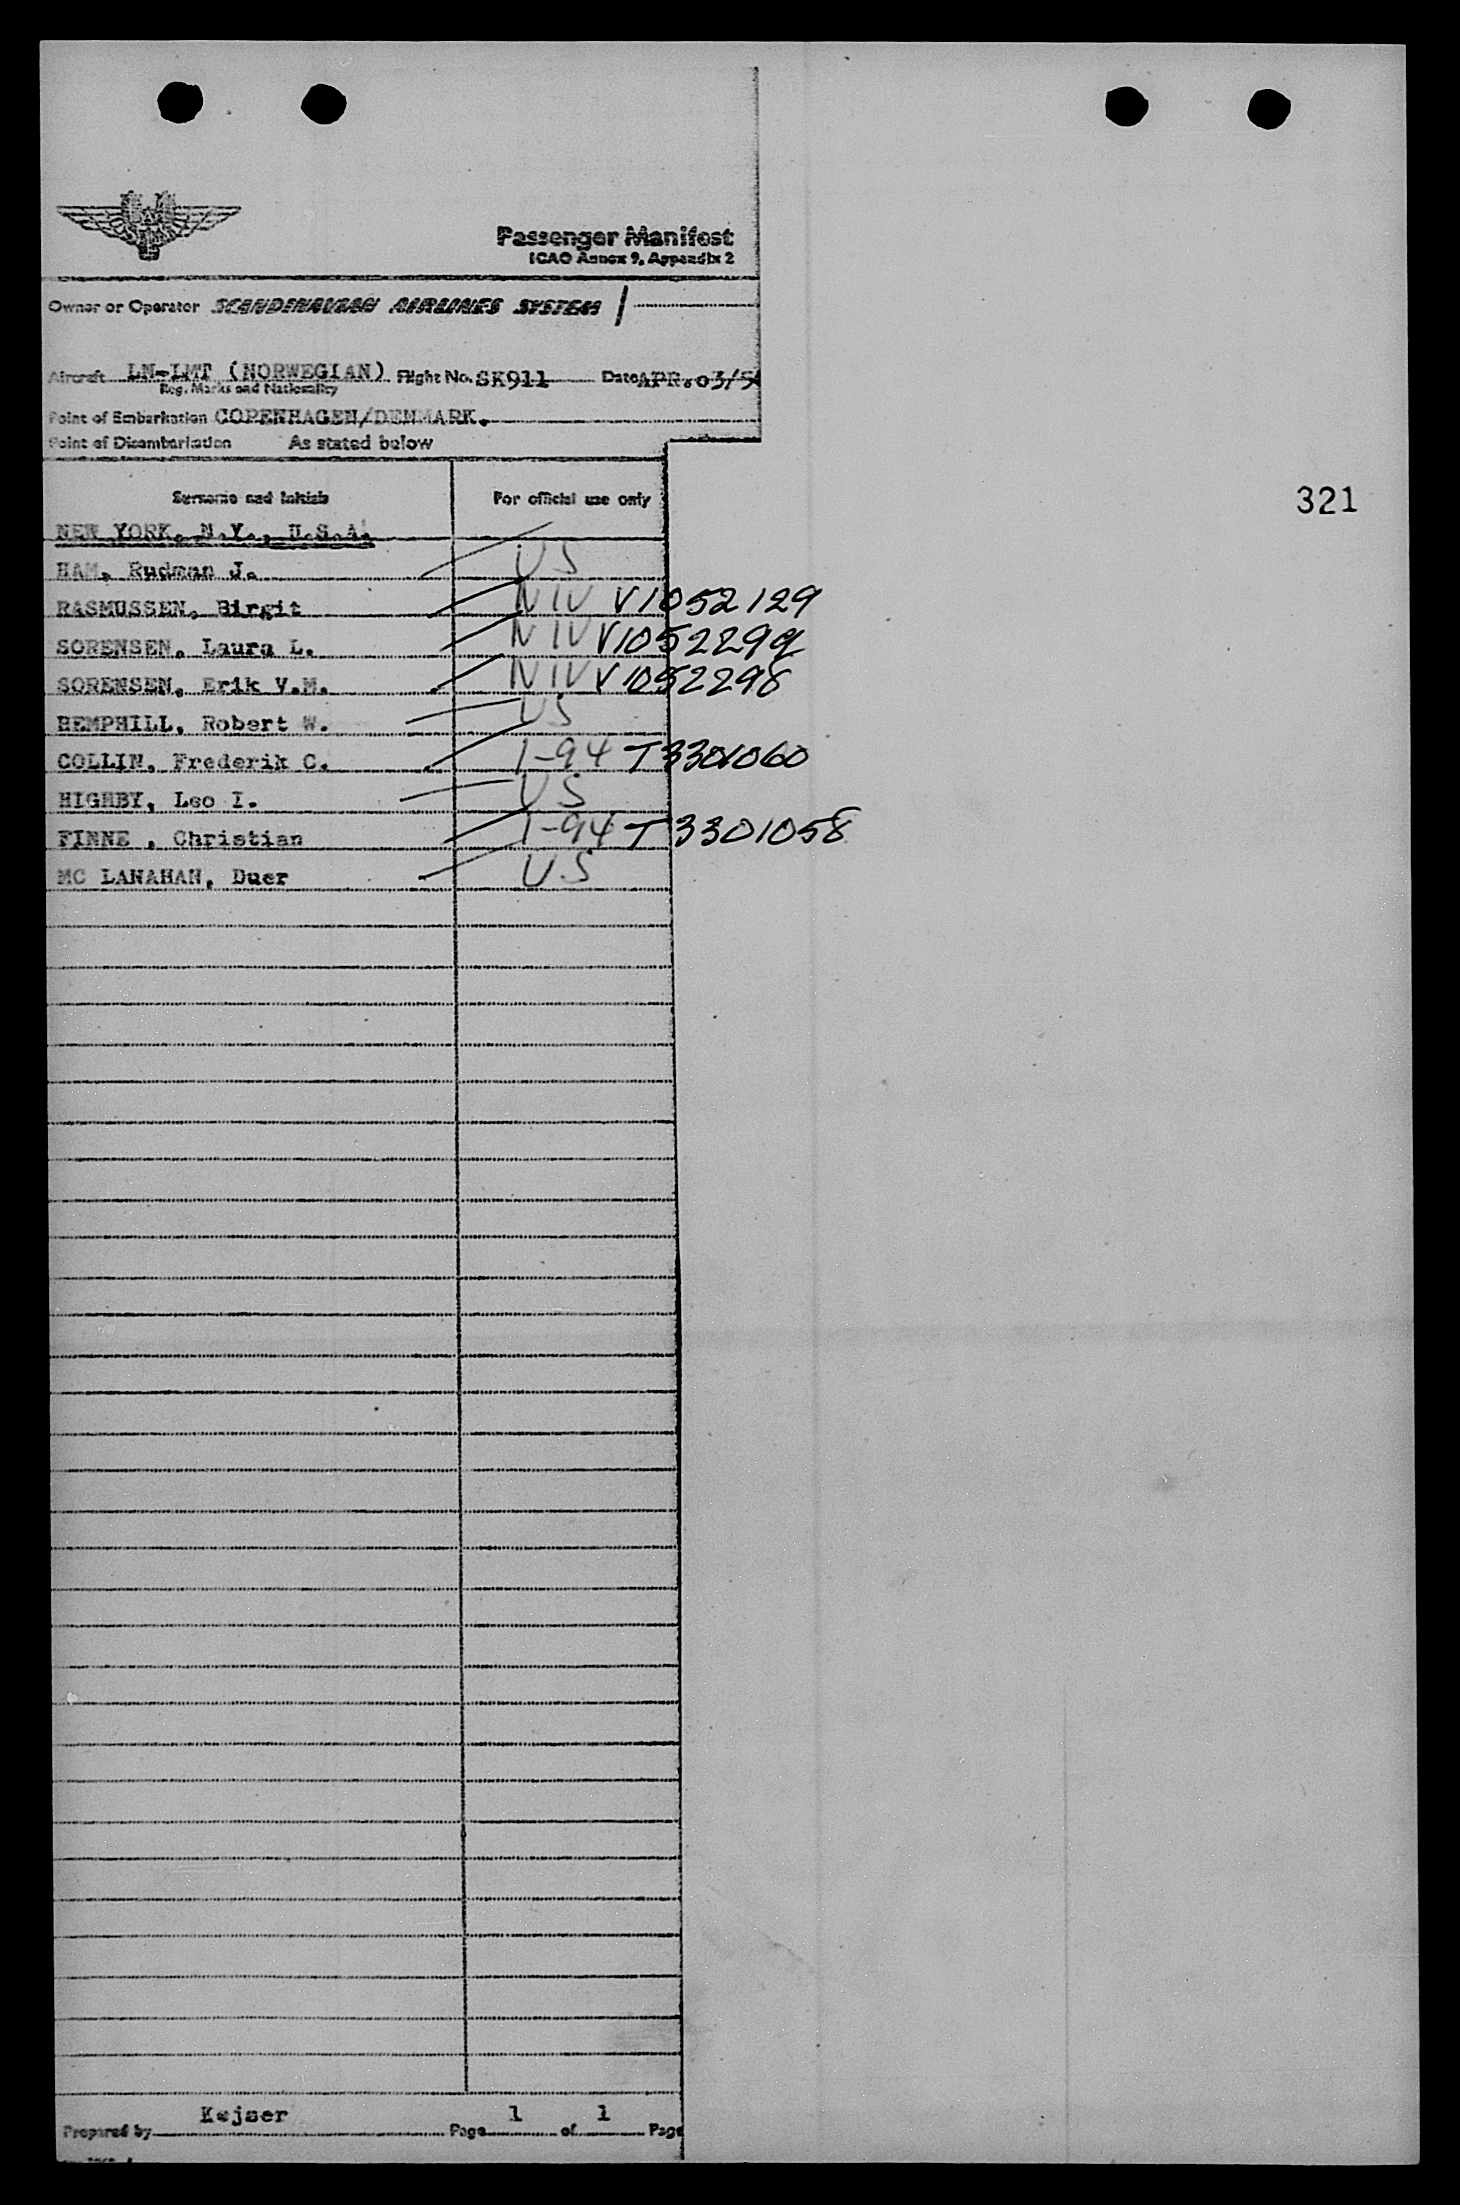 Passenger Manifest
ICAO Annex 9, Appendix 2
Owner or Operator SCANDINAVIAN AIRLINES SYSTEM
Aircraft LN-LMT (NORWEGIAN) Flight No. SK911 Date APR. 03/5
Reg. Marks and Nationality
Point of Embarkation COPENHAGEN/DENMARK.
Point of Disembarkation As stated below
Surname and Initials For official use only
321
NEW YORK, N.Y., U.S.A.
HAM, Rudman J. US
RASMUSSEN, Birgit NIV V1052129
SORENSEN, Laura L. NIV V1052299
SORENSEN, Erik V.M. NIV V1052298
HEMPHILL, Robert W. US
COLLIN, Frederik C. I-94 T3301060
HIGHBY, Leo I. US
FINNE , Christian I-94 T3301058
MC LANAHAN, Duer U.S
Prepared by Kejser Page 1 of 1 Page